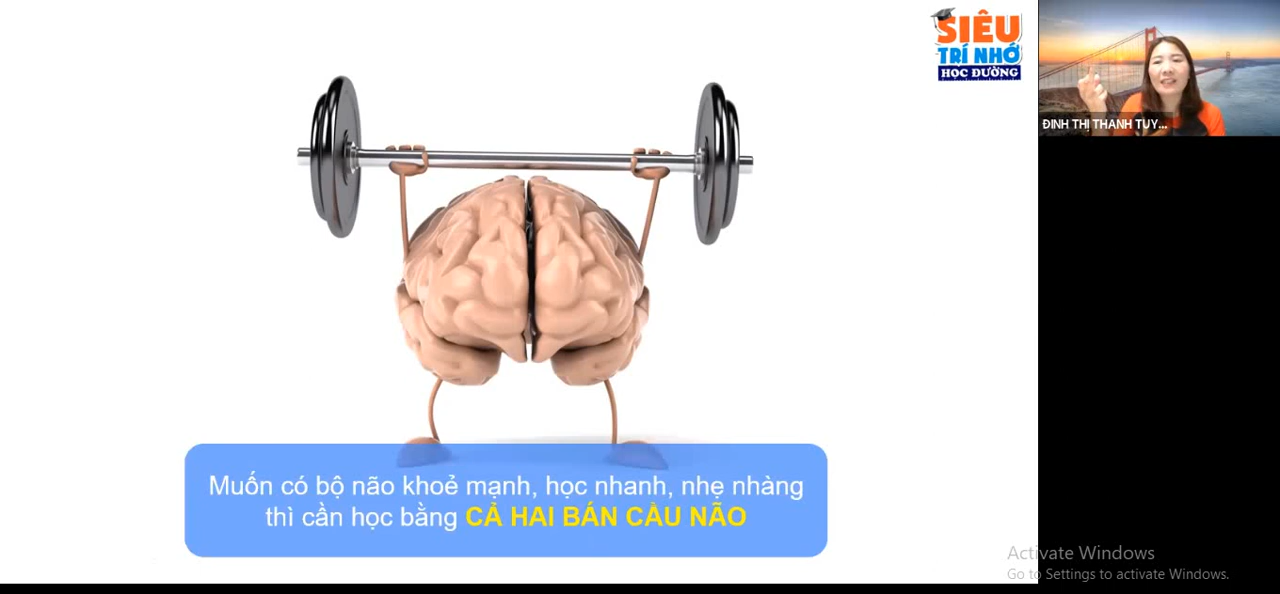 SIÊU
TRÍ NHỚ
HỌC ĐƯỜNG
ĐINH THỊ THANH TUY...
Muốn có bộ não khoẻ mạnh, học nhanh, nhẹ nhàng
thì cần học bằng CẢ HAI BÁN CẦU NÃO
Activate Windows
Go to Settings to activate Windows.